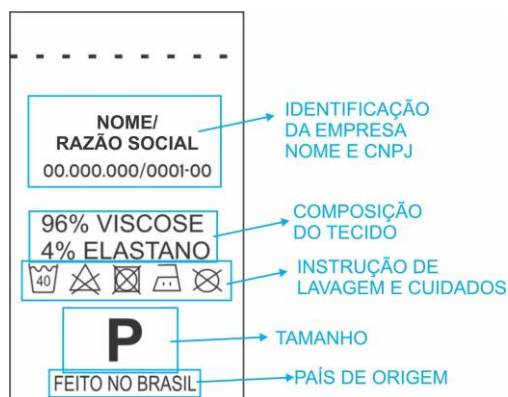 NOME/
RAZÃO SOCIAL
00.000.000/0001-00
IDENTIFICAÇÃO
DA EMPRESA
NOME E CNPJ
96% VISCOSE
4% ELASTANO
COMPOSIÇÃO
DO TECIDO
40
INSTRUÇÃO DE
LAVAGEM E CUIDADOS
P
TAMANHO
FEITO NO BRASIL
PAÍS DE ORIGEM